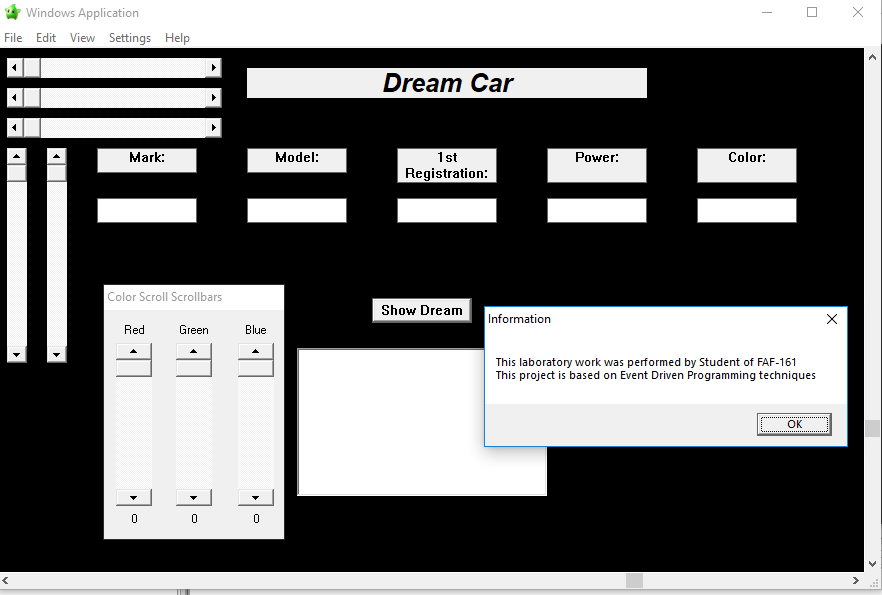 Windows Application
File Edit View Settings Help
Dream Car
Mark: Model: 1st Registration: Power: Color:
Color Scroll Scrollbars
Red Green Blue
0 0 0
Show Dream
Information
This laboratory work was performed by Student of FAF-161
This project is based on Event Driven Programming techniques
OK